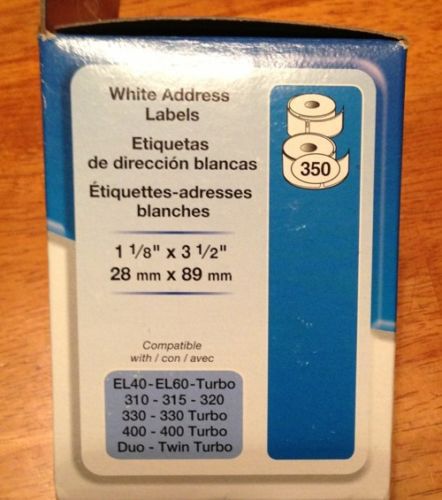 White Address
Labels
Etiquetas
de dirección blancas
Étiquettes-adresses
blanches
1 1/8" x 3 1/2"
28 mm x 89 mm
350
Compatible
with / con / avec
EL40-EL60-Turbo
310 - 315 - 320
330 - 330 Turbo
400 - 400 Turbo
Duo - Twin Turbo